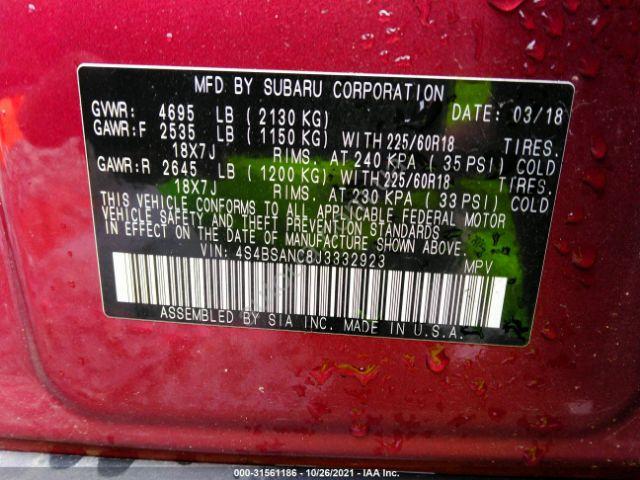 MFD BY SUBARU CORPORATION
GVWR: 4695 LB (2130 KG) DATE: 03/18
GAWR:F 2535 LB (1150 KG) WITH 225/60R18 TIRES.
18X7J RIMS. AT 240 KPA (35 PSI) COLD
GAWR:R 2645 LB (1200 KG) WITH 225/60R18 TIRES.
18X7J RIMS. AT 230 KPA (33 PSI) COLD
THIS VEHICLE CONFORMS TO ALL APPLICABLE FEDERAL MOTOR
VEHICLE SAFETY AND THEFT PREVENTION STANDARDS
IN EFFECT ON THE DATE OF MANUFACTURE SHOWN ABOVE.
VIN: 4S4BSANC8J3332923 MPV
ASSEMBLED BY SIA INC. MADE IN U.S.A.
000-31561186 - 10/26/2021 - IAA Inc.